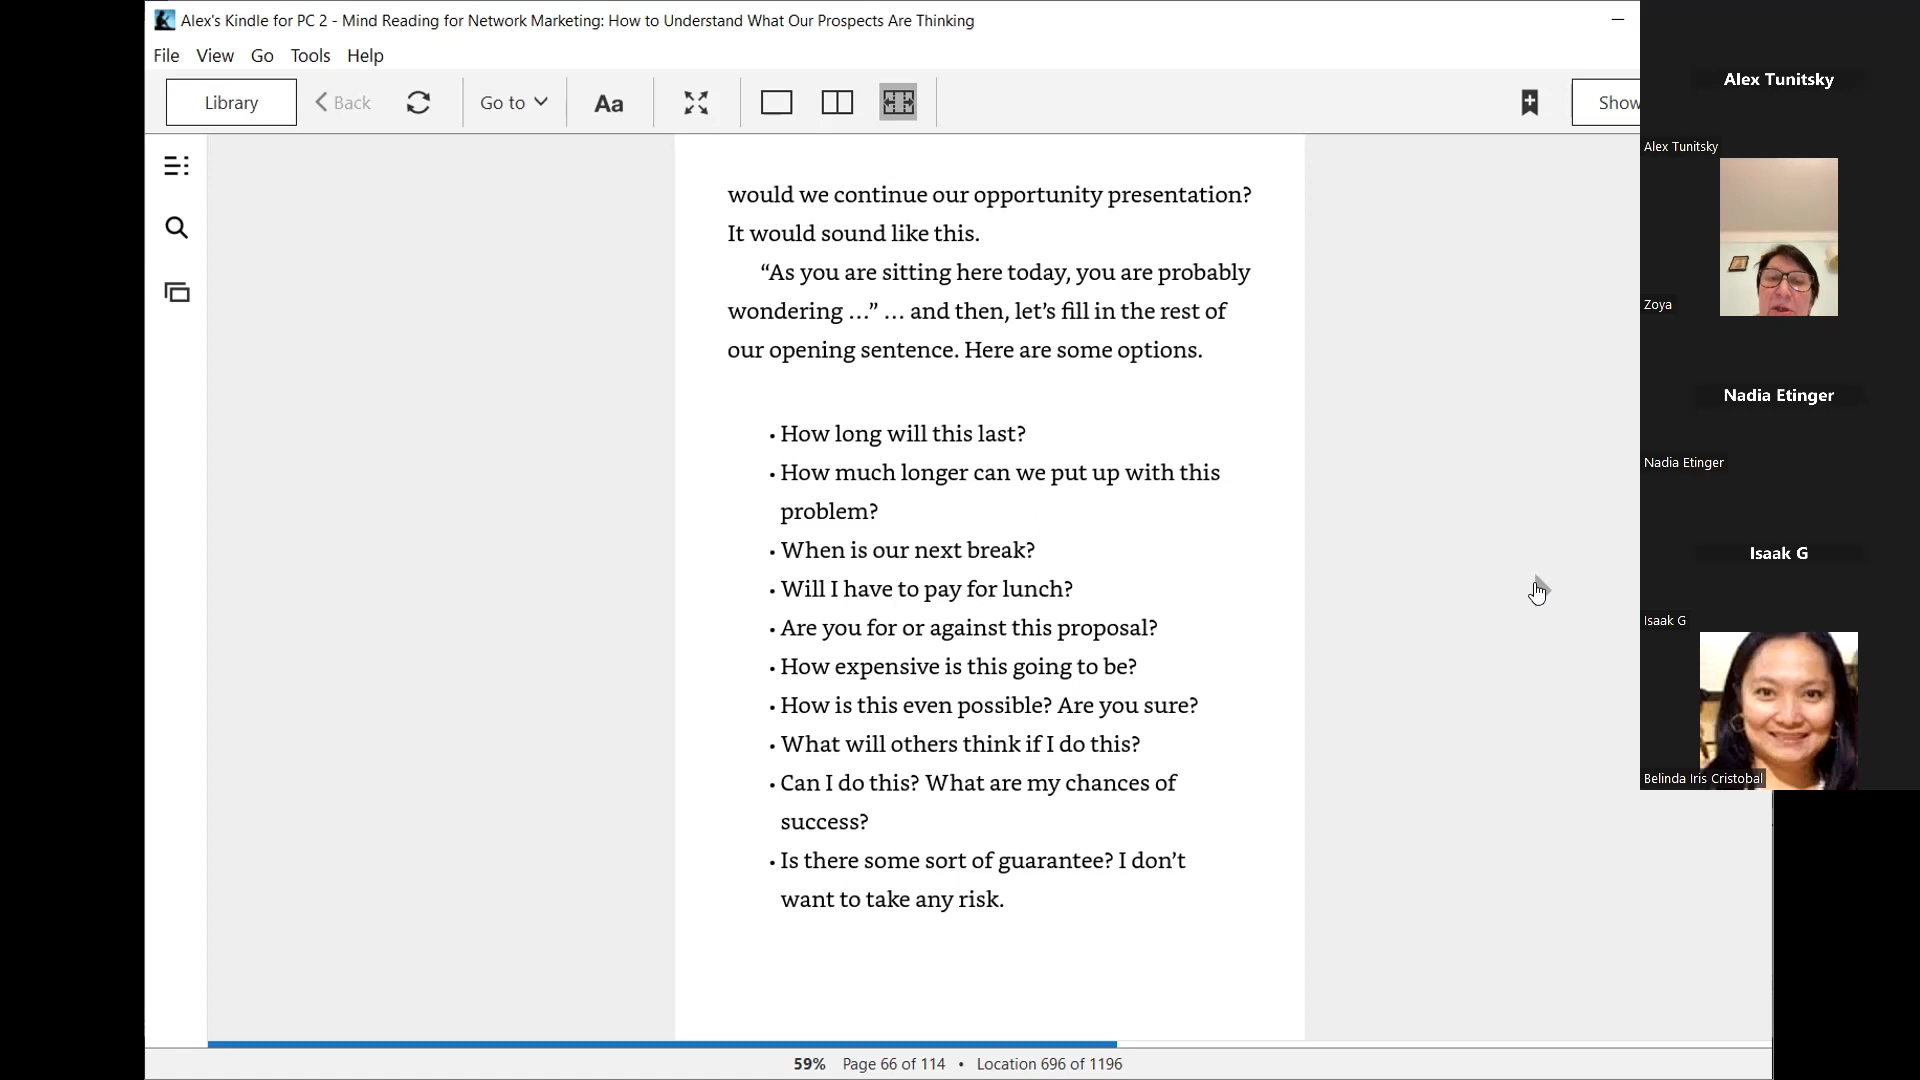 Alex's Kindle for PC 2 - Mind Reading for Network Marketing: How to Understand What Our Prospects Are Thinking
File View Go Tools Help
Library Back Go to Aa Show
would we continue our opportunity presentation?
It would sound like this.
“As you are sitting here today, you are probably
wondering …” … and then, let’s fill in the rest of
our opening sentence. Here are some options.
• How long will this last?
• How much longer can we put up with this
problem?
• When is our next break?
• Will I have to pay for lunch?
• Are you for or against this proposal?
• How expensive is this going to be?
• How is this even possible? Are you sure?
• What will others think if I do this?
• Can I do this? What are my chances of
success?
• Is there some sort of guarantee? I don’t
want to take any risk.
59% Page 66 of 114 • Location 696 of 1196
Alex Tunitsky
Alex Tunitsky
Zoya
Nadia Etinger
Nadia Etinger
Isaak G
Isaak G
Belinda Iris Cristobal